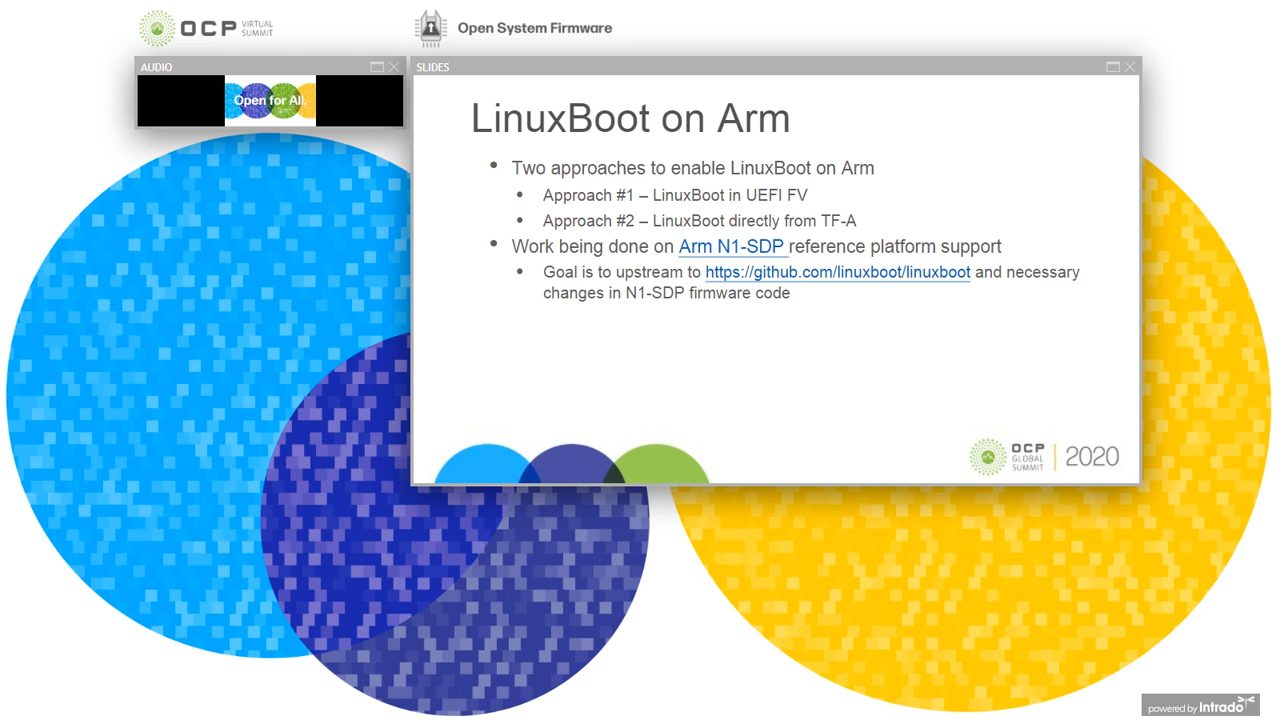 OCP VIRTUAL SUMMIT
Open System Firmware
AUDIO
Open for All.
SLIDES
LinuxBoot on Arm
• Two approaches to enable LinuxBoot on Arm
• Approach #1 – LinuxBoot in UEFI FV
• Approach #2 – LinuxBoot directly from TF-A
• Work being done on Arm N1-SDP reference platform support
• Goal is to upstream to https://github.com/linuxboot/linuxboot and necessary
changes in N1-SDP firmware code
OCP GLOBAL SUMMIT 2020
powered by Intrado